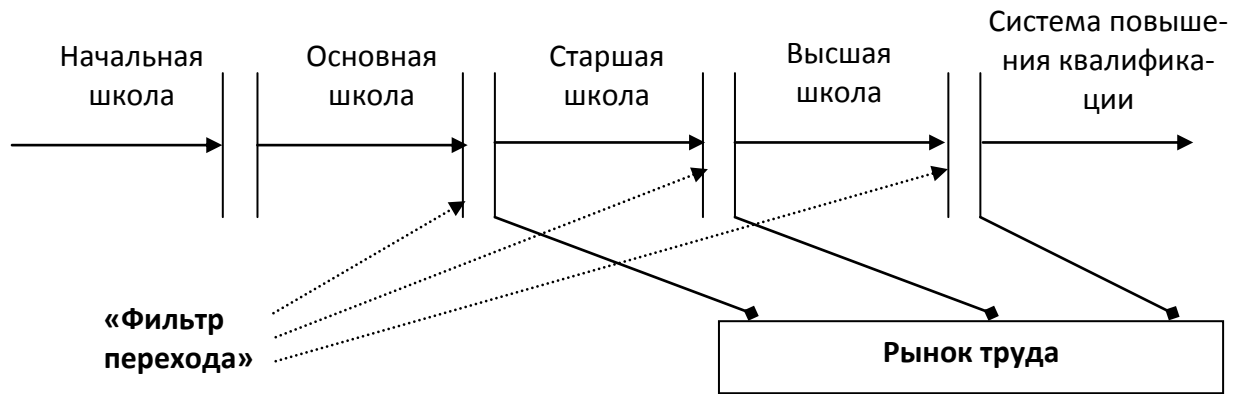 Начальная
школа
Основная
школа
Старшая
школа
Высшая
школа
Система повыше-
ния квалифика-
ции
«Фильтр
перехода»
Рынок труда